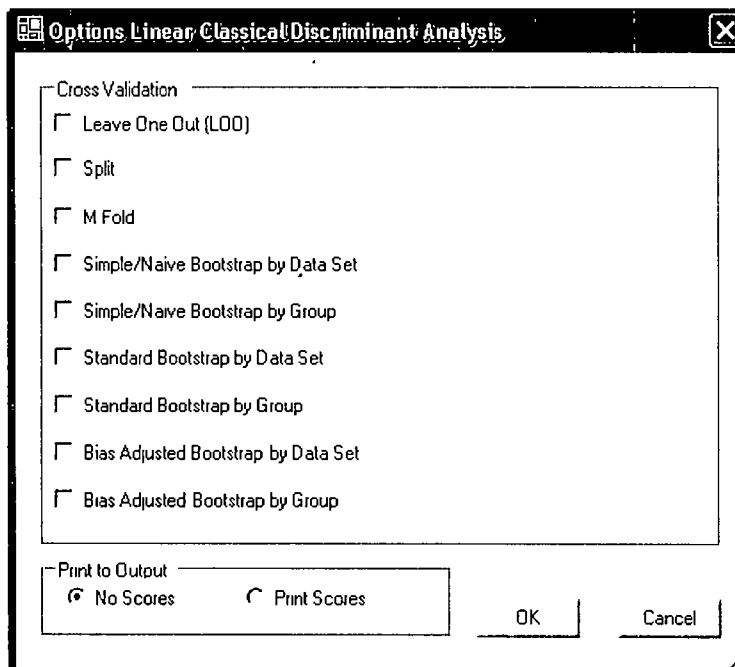 Options Linear Classical Discriminant Analysis
Cross Validation
Leave One Out (LOO)
Split
M Fold
Simple/Naive Bootstrap by Data Set
Simple/Naive Bootstrap by Group
Standard Bootstrap by Data Set
Standard Bootstrap by Group
Bias Adjusted Bootstrap by Data Set
Bias Adjusted Bootstrap by Group
Print to Output
No Scores Print Scores
OK Cancel